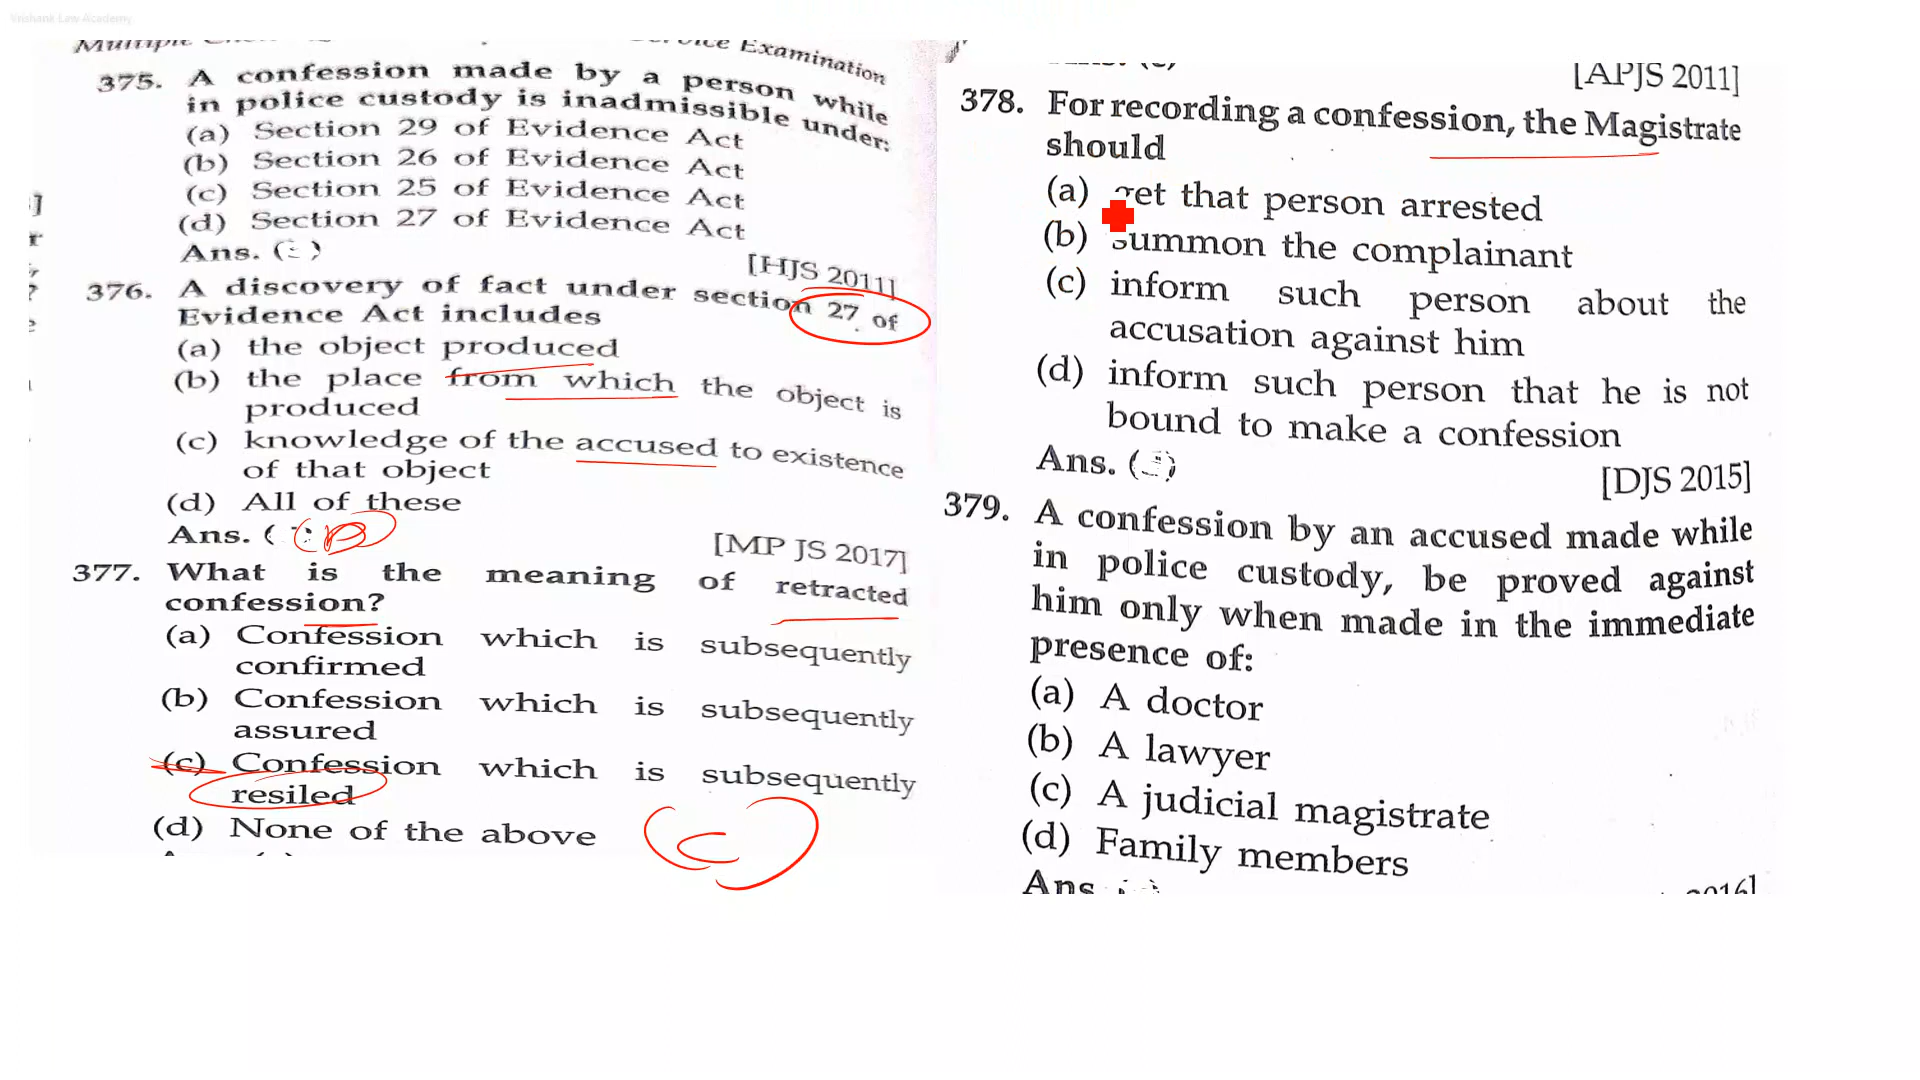 Yrishank Law Academy
Examination
375. A confession made by a person while
in police custody is inadmissible under:
(a) Section 29 of Evidence Act
(b) Section 26 of Evidence Act
(c) Section 25 of Evidence Act
(d) Section 27 of Evidence Act
Ans. ( )
[HJS 2011]
376. A discovery of fact under section 27 of
Evidence Act includes
(a) the object produced
(b) the place from which the object is
produced
(c) knowledge of the accused to existence
of that object
(d) All of these
Ans. ( D
[MP JS 2017]
377. What is the meaning of retracted
confession?
(a) Confession which is subsequently
confirmed
(b) Confession which is subsequently
assured
(c) Confession which is subsequently
resiled
(d) None of the above
(C)
[APJS 2011]
378. For recording a confession, the Magistrate
should
(a) get that person arrested
(b) summon the complainant
(c) inform such person about the
accusation against him
(d) inform such person that he is not
bound to make a confession
Ans. ( )
[DJS 2015]
379. A confession by an accused made while
in police custody, be proved against
him only when made in the immediate
presence of:
(a) A doctor
(b) A lawyer
(c) A judicial magistrate
(d) Family members
Ans
2016]